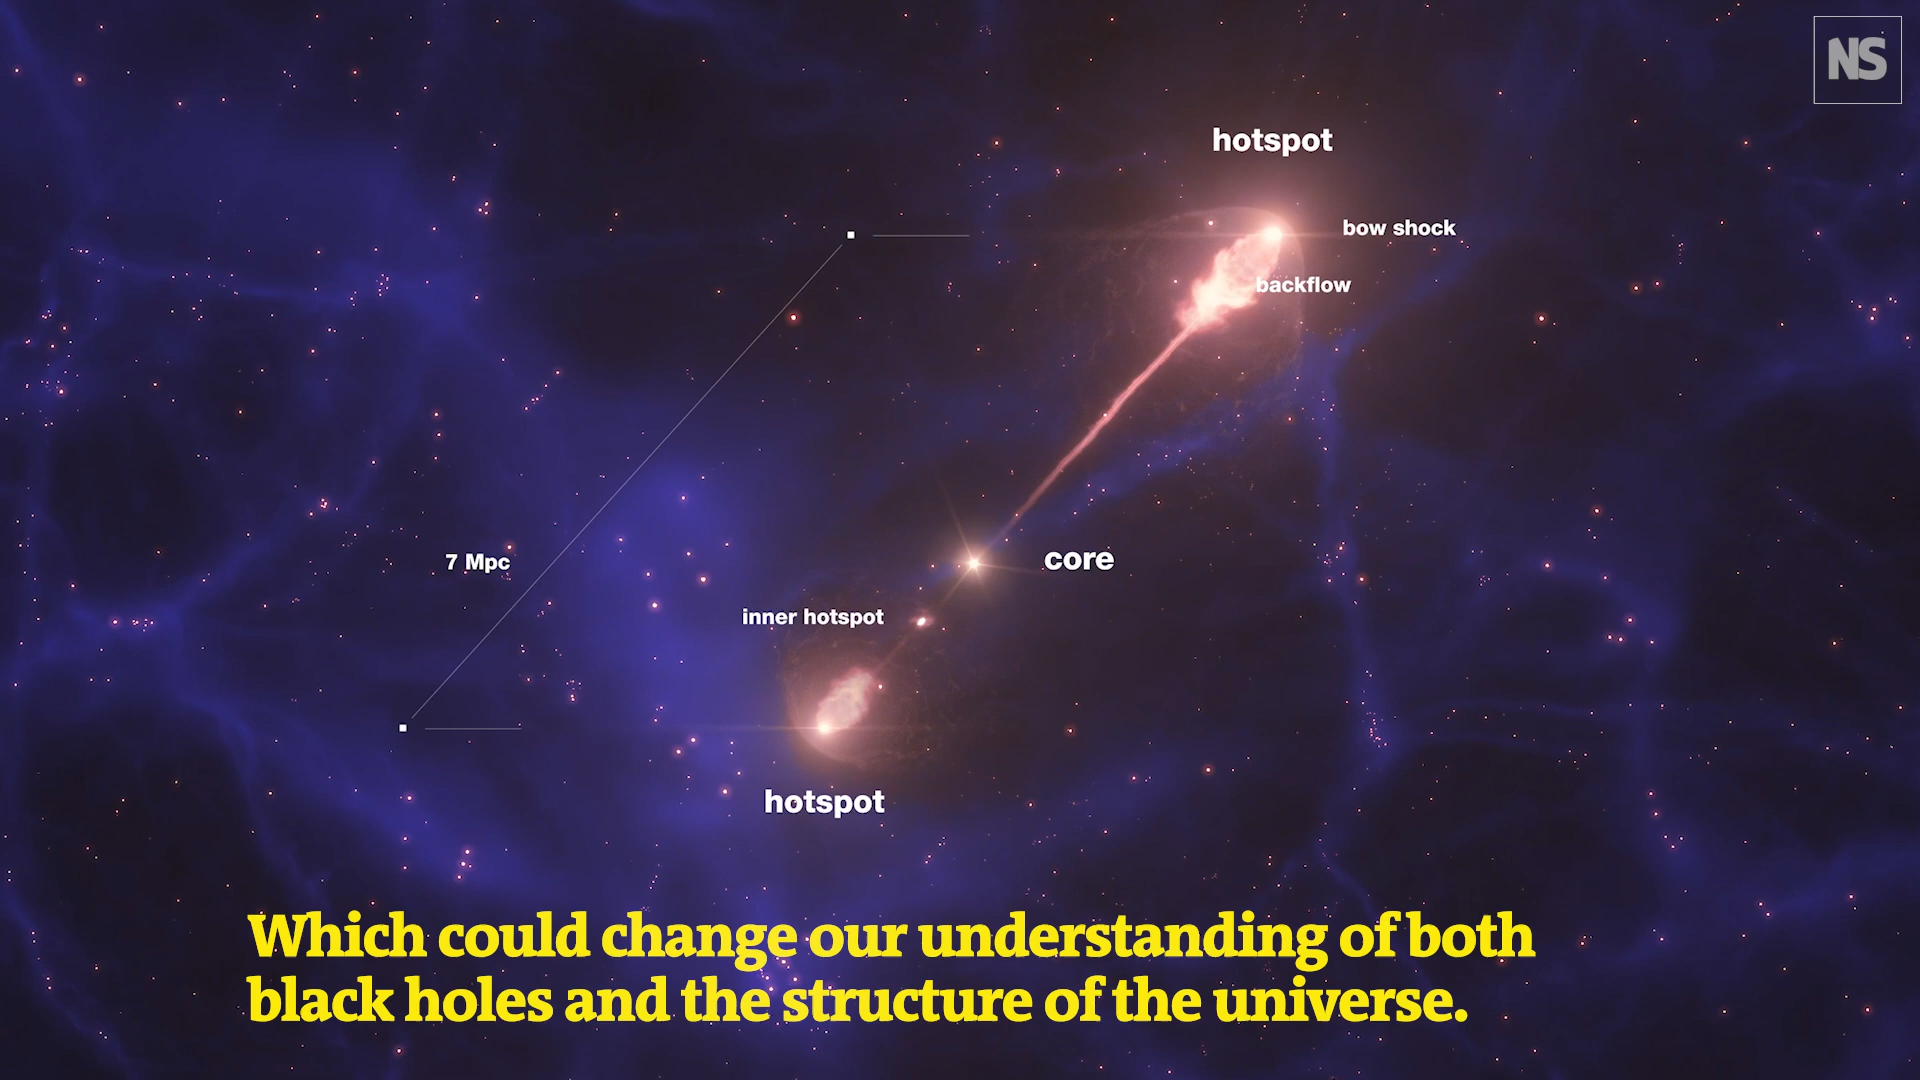 NS
hotspot
bow shock
backflow
7 Mpc
core
inner hotspot
hotspot
Which could change our understanding of both
black holes and the structure of the universe.